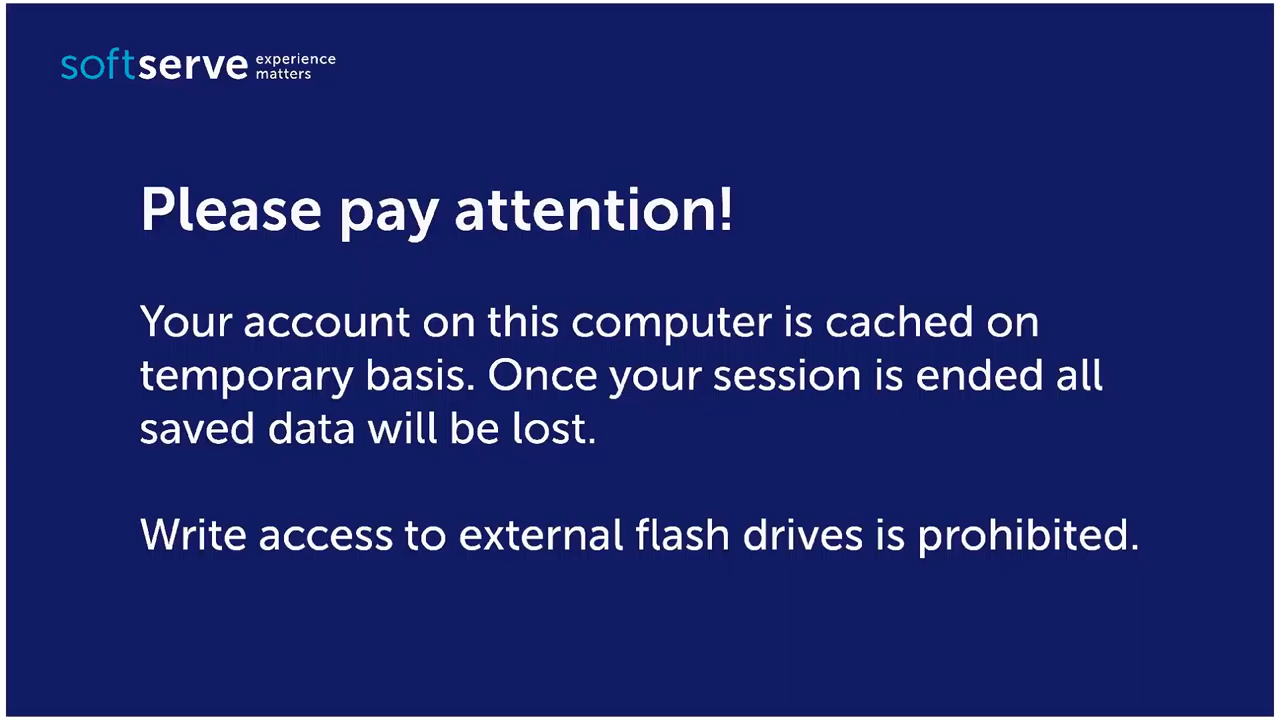 softserve experience
matters
Please pay attention!
Your account on this computer is cached on
temporary basis. Once your session is ended all
saved data will be lost.
Write access to external flash drives is prohibited.